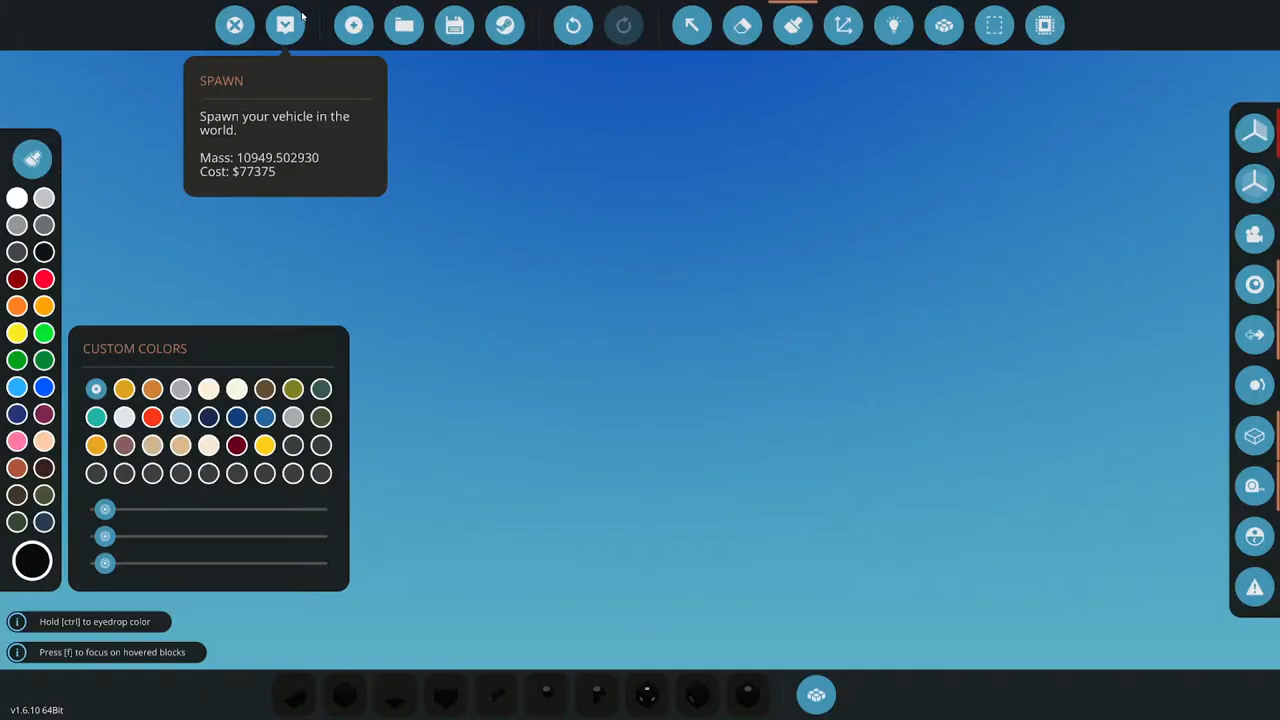 SPAWN
Spawn your vehicle in the
world.
Mass: 10949.502930
Cost: $77375
CUSTOM COLORS
Hold [ctrl] to eyedrop color
Press [f] to focus on hovered blocks
v1.6.10 64Bit